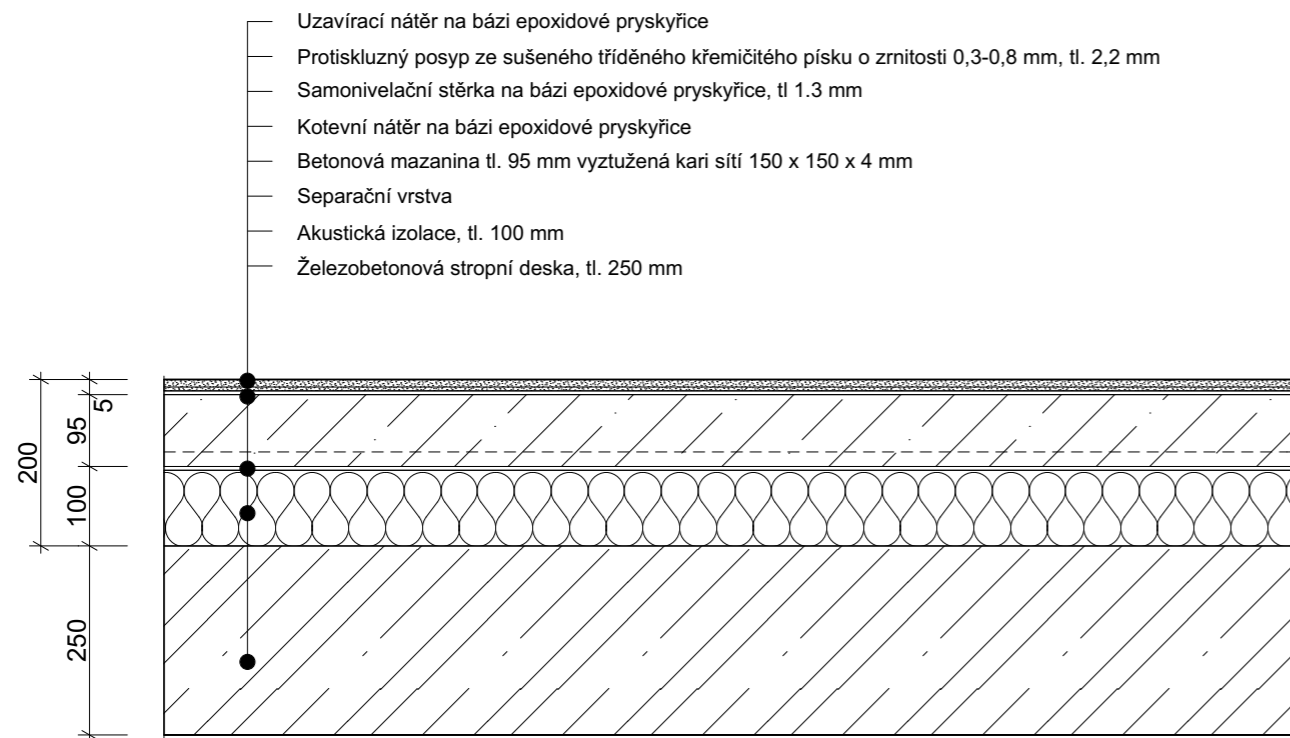 Uzavírací nátěr na bázi epoxidové pryskyřice
Protiskluzný posyp ze sušeného tříděného křemičitého písku o zrnitosti 0,3-0,8 mm, tl. 2,2 mm
Samonivelační stěrka na bázi epoxidové pryskyřice, tl 1.3 mm
Kotevní nátěr na bázi epoxidové pryskyřice
Betonová mazanina tl. 95 mm vyztužená kari sítí 150 x 150 x 4 mm
Separační vrstva
Akustická izolace, tl. 100 mm
Železobetonová stropní deska, tl. 250 mm
5
95
200
100
250